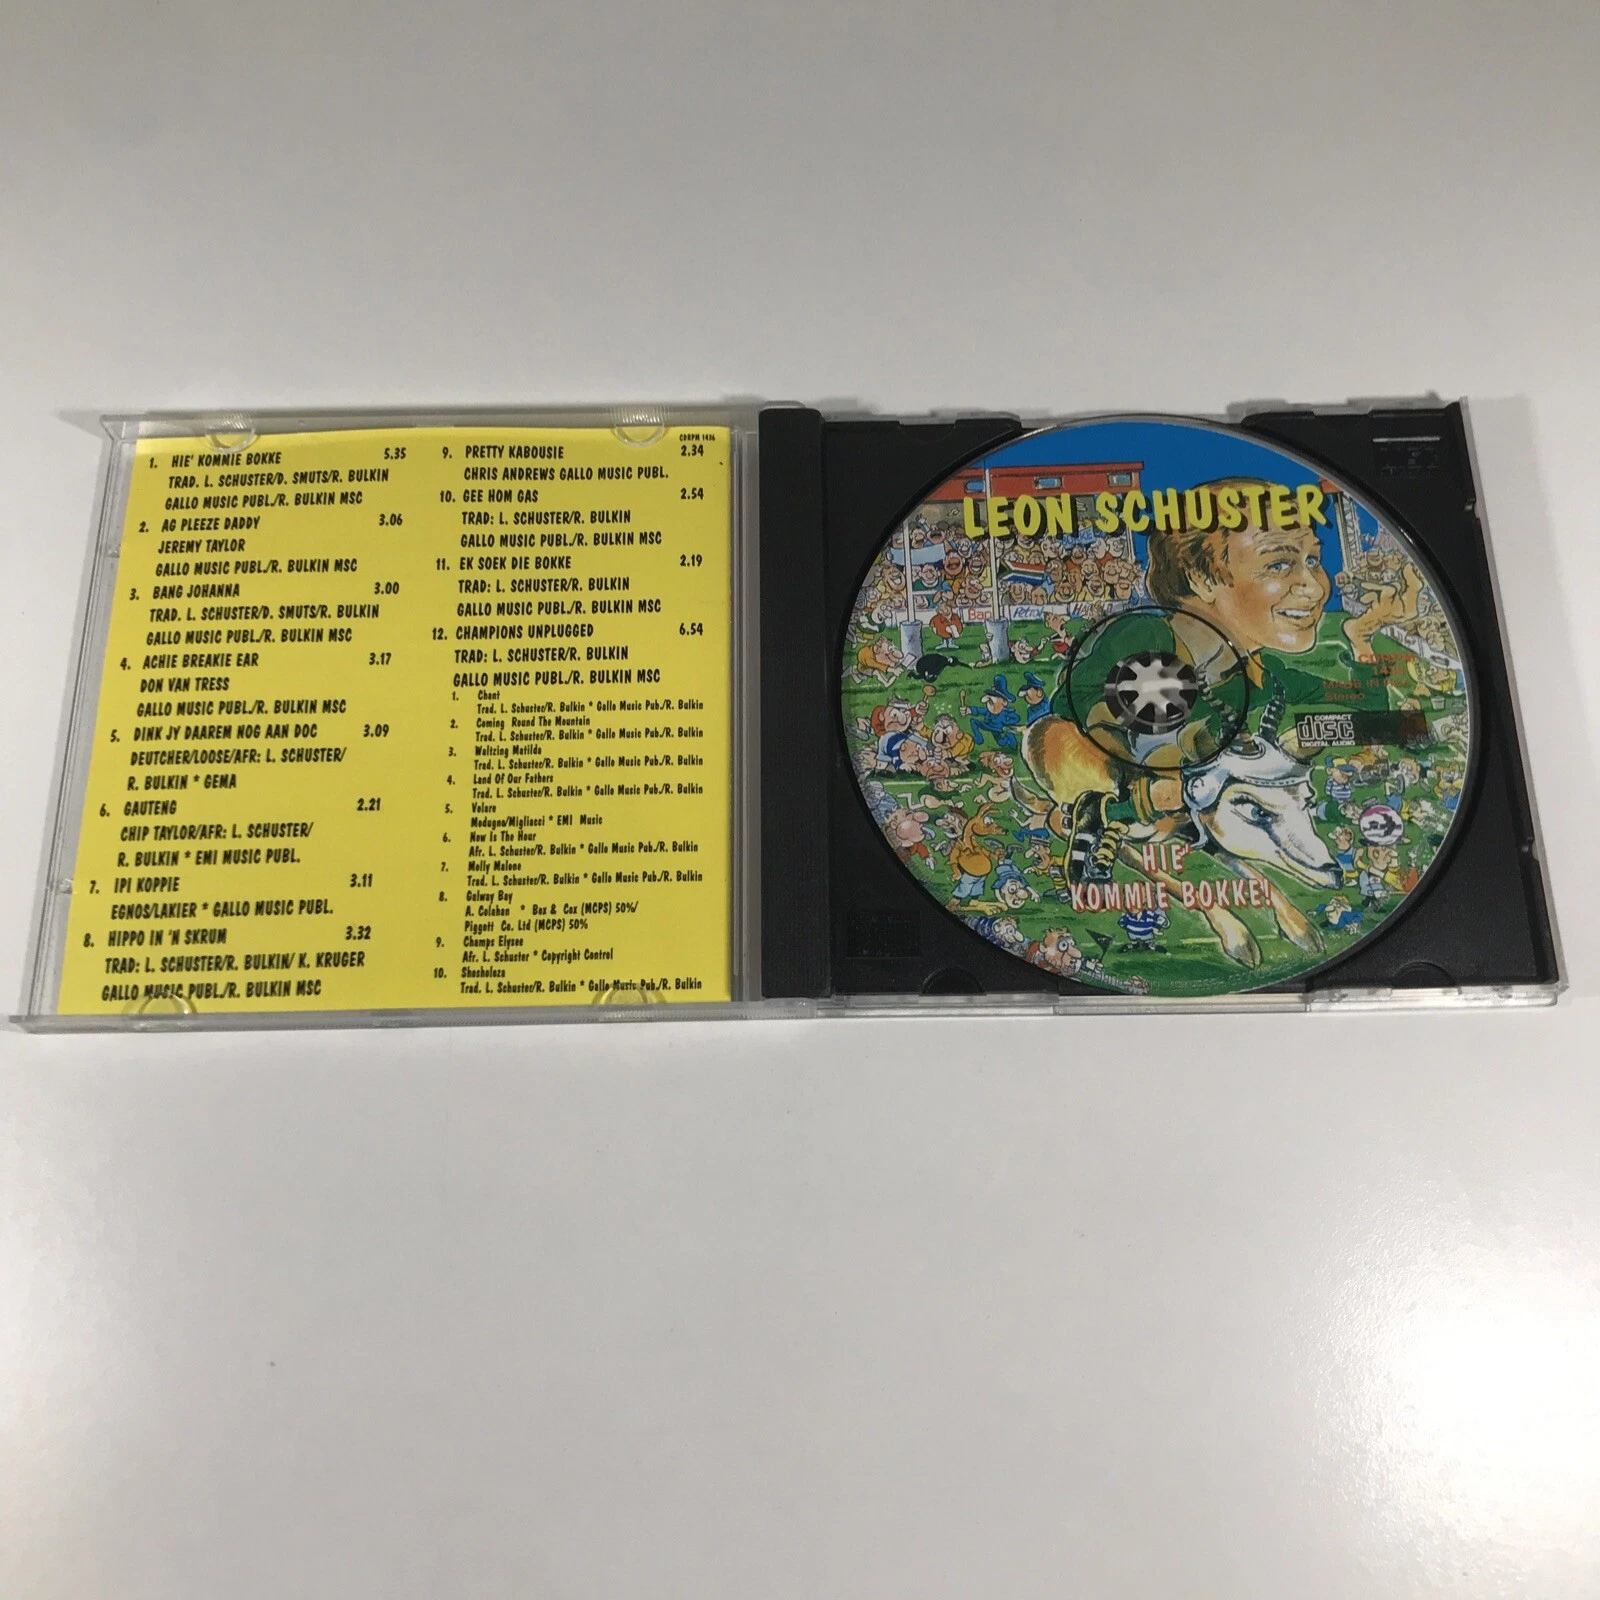 CDRPM 1436
1. HIE' KOMMIE BOKKE 5.35
TRAD. L. SCHUSTER/D. SMUTS/R. BULKIN
GALLO MUSIC PUBL./R. BULKIN MSC
2. AG PLEEZE DADDY 3.06
JEREMY TAYLOR
GALLO MUSIC PUBL./R. BULKIN MSC
3. BANG JOHANNA 3.00
TRAD. L. SCHUSTER/D. SMUTS/R. BULKIN
GALLO MUSIC PUBL./R. BULKIN MSC
4. ACHIE BREAKIE EAR 3.17
DON VAN TRESS
GALLO MUSIC PUBL./R. BULKIN MSC
5. DINK JY DAAREM NOG AAN DOC 3.09
DEUTCHER/LOOSE/AFR: L. SCHUSTER/
R. BULKIN * GEMA
6. GAUTENG 2.21
CHIP TAYLOR/AFR: L. SCHUSTER/
R. BULKIN * EMI MUSIC PUBL.
7. IPI KOPPIE 3.11
EGNOS/LAKIER * GALLO MUSIC PUBL.
8. HIPPO IN 'N SKRUM 3.32
TRAD: L. SCHUSTER/R. BULKIN/ K. KRUGER
GALLO MUSIC PUBL./R. BULKIN MSC
9. PRETTY KABOUSIE 2.34
CHRIS ANDREWS GALLO MUSIC PUBL.
10. GEE HOM GAS 2.54
TRAD: L. SCHUSTER/R. BULKIN
GALLO MUSIC PUBL./R. BULKIN MSC
11. EK SOEK DIE BOKKE 2.19
TRAD: L. SCHUSTER/R. BULKIN
GALLO MUSIC PUBL./R. BULKIN MSC
12. CHAMPIONS UNPLUGGED 6.54
TRAD: L. SCHUSTER/R. BULKIN
GALLO MUSIC PUBL./R. BULKIN MSC
1. Chant
Trad. L. Schuster/R. Bulkin * Gallo Music Pub./R. Bulkin
2. Coming Round The Mountain
Trad. L. Schuster/R. Bulkin * Gallo Music Pub./R. Bulkin
3. Waltzing Matilda
Trad. L. Schuster/R. Bulkin * Gallo Music Pub./R. Bulkin
4. Land Of Our Fathers
Trad. L. Schuster/R. Bulkin * Gallo Music Pub./R. Bulkin
5. Volare
Modugno/Migliacci * EMI Music
6. Now Is The Hour
Afr. L. Schuster/R. Bulkin * Gallo Music Pub./R. Bulkin
7. Molly Malone
Trad. L. Schuster/R. Bulkin * Gallo Music Pub./R. Bulkin
8. Galway Bay
A. Colahan * Box & Cox (MCPS) 50%/
Piggott Co. Ltd (MCPS) 50%
9. Champs Elysee
Afr. L. Schuster * Copyright Control
10. Shosholoza
Trad. L. Schuster/R. Bulkin * Gallo Music Pub./R. Bulkin
LEON SCHUSTER
MADE IN
Stereo
COMPACT
disc
DIGITAL AUDIO
HIE'
KOMMIE BOKKE!